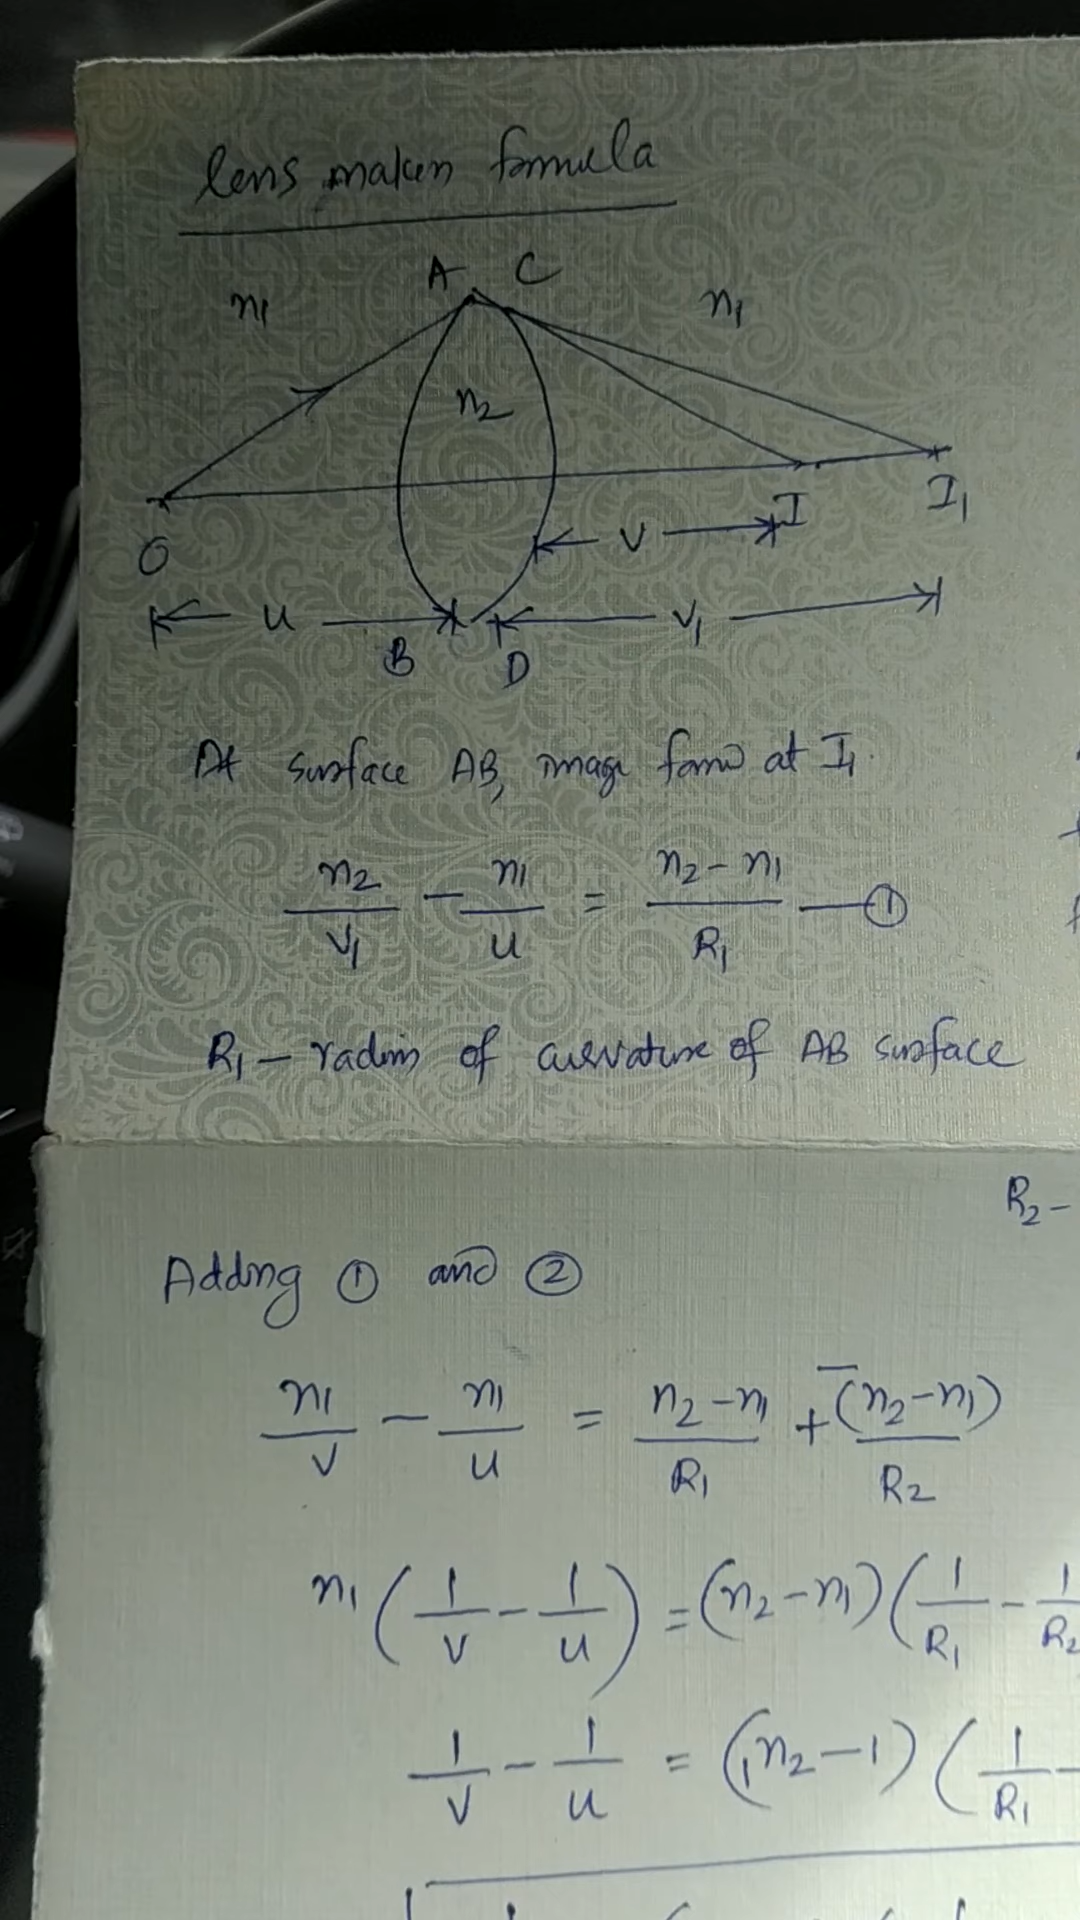 lens maker formula
A C
n1 n1
n2
O I I1
v
u v1
B D
At surface AB, image form at I1.
n2/v1 - n1/u = (n2 - n1)/R1 — ①
R1 — radius of curvature of AB surface
R2 -
Adding ① and ②
n1/v - n1/u = (n2 - n1)/R1 + -(n2 - n1)/R2
n1 (1/v - 1/u) = (n2 - n1) (1/R1 - 1/R2
1/v - 1/u = (1n2 - 1) (1/R1 -